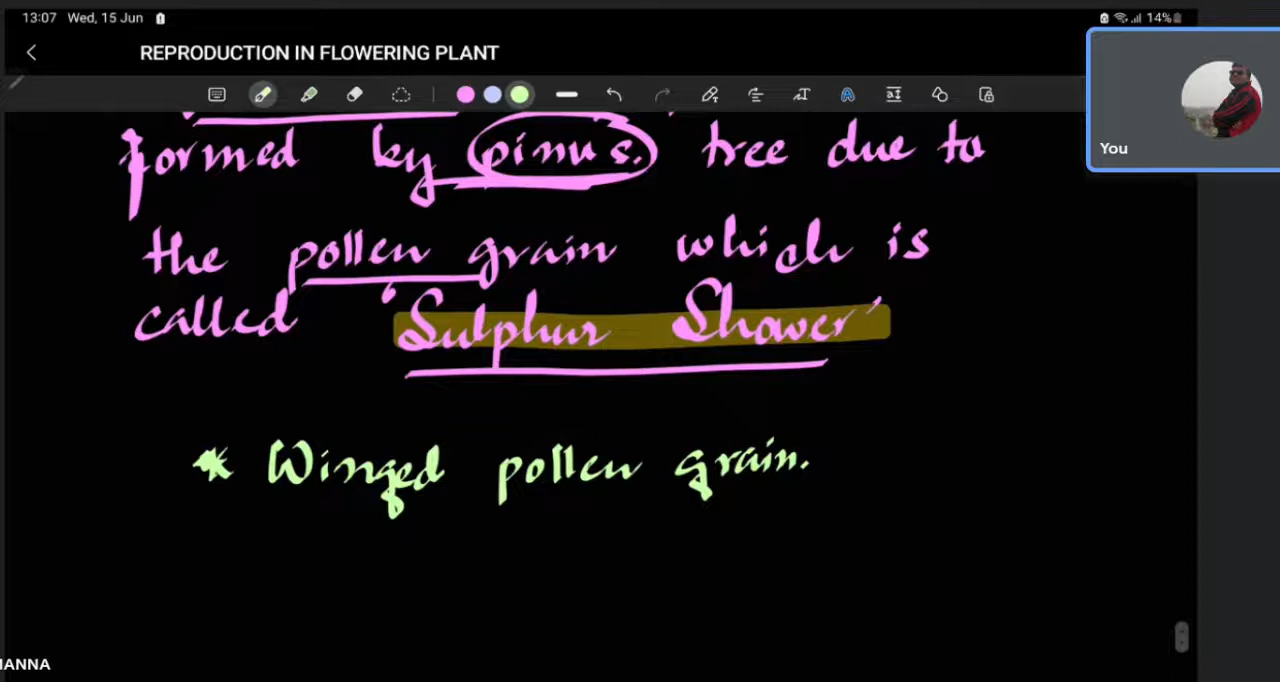 13:07 Wed, 15 Jun
14%
REPRODUCTION IN FLOWERING PLANT
You
formed by pinus. tree due to
the pollen grain which is
called 'Sulphur Shower'
* Winged pollen grain.